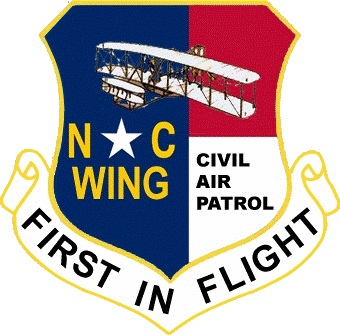 N ★ C
WING
CIVIL
AIR
PATROL
FIRST IN FLIGHT